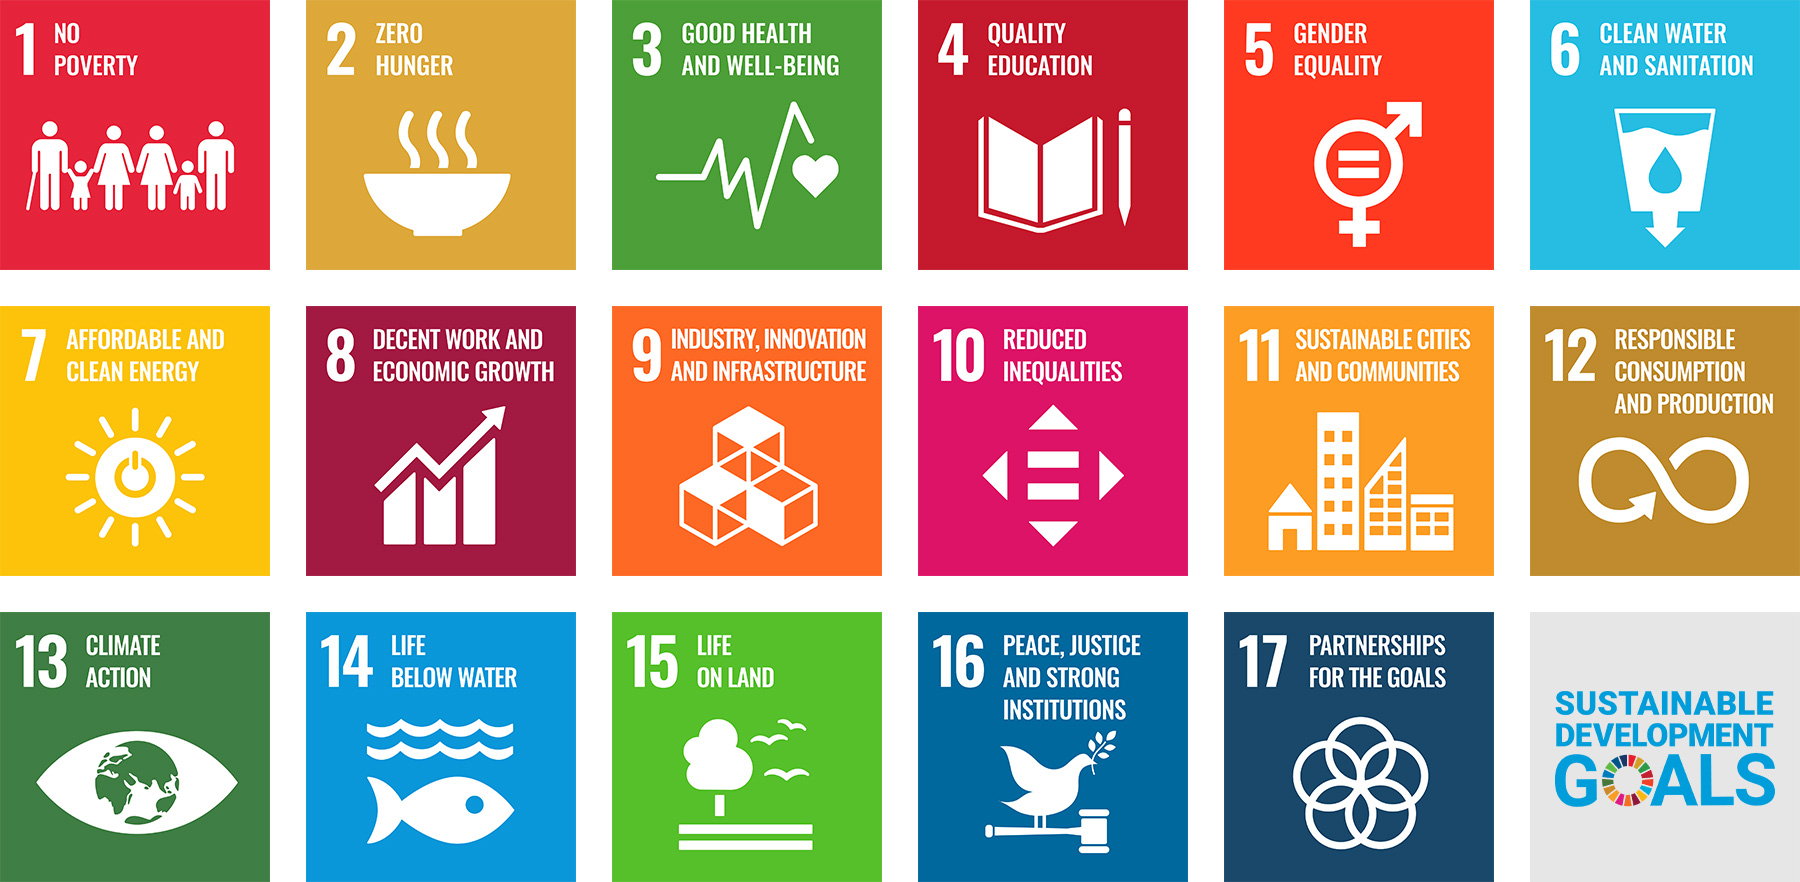 1 NO
POVERTY
2 ZERO
HUNGER
3 GOOD HEALTH
AND WELL-BEING
4 QUALITY
EDUCATION
5 GENDER
EQUALITY
6 CLEAN WATER
AND SANITATION
7 AFFORDABLE AND
CLEAN ENERGY
8 DECENT WORK AND
ECONOMIC GROWTH
9 INDUSTRY, INNOVATION
AND INFRASTRUCTURE
10 REDUCED
INEQUALITIES
11 SUSTAINABLE CITIES
AND COMMUNITIES
12 RESPONSIBLE
CONSUMPTION
AND PRODUCTION
13 CLIMATE
ACTION
14 LIFE
BELOW WATER
15 LIFE
ON LAND
16 PEACE, JUSTICE
AND STRONG
INSTITUTIONS
17 PARTNERSHIPS
FOR THE GOALS
SUSTAINABLE
DEVELOPMENT
GOALS